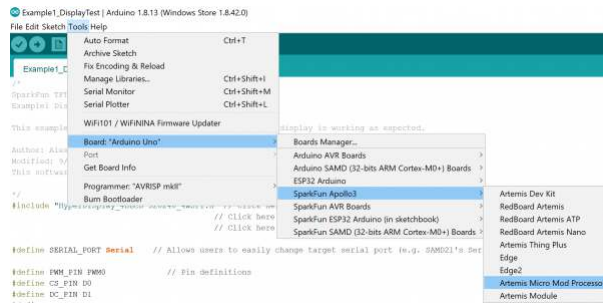 Example1_DisplayTest | Arduino 1.8.13 (Windows Store 1.8.42.0)
File Edit Sketch Tools Help
Auto Format Ctrl+T
Archive Sketch
Fix Encoding & Reload
Manage Libraries... Ctrl+Shift+I
Serial Monitor Ctrl+Shift+M
Serial Plotter Ctrl+Shift+L
WiFi101 / WiFiNINA Firmware Updater
Board: "Arduino Uno"
Port
Get Board Info
Programmer: "AVRISP mkII"
Burn Bootloader
Boards Manager...
Arduino AVR Boards
Arduino SAMD (32-bits ARM Cortex-M0+) Boards
ESP32 Arduino
SparkFun Apollo3
SparkFun AVR Boards
SparkFun ESP32 Arduino (in sketchbook)
SparkFun SAMD (32-bits ARM Cortex-M0+) Boards
Artemis Dev Kit
RedBoard Artemis
RedBoard Artemis ATP
RedBoard Artemis Nano
Artemis Thing Plus
Edge
Edge2
Artemis Micro Mod Processo
Artemis Module
Example1_D
/*
SparkFun TFT
Example1 Dis
This example display is working as expected.
Author: Alex
Modified: 9/
This softwar
*/
#include // Click here
// Click here
// Click here
#define SERIAL_PORT Serial // Allows users to easily change target serial port (e.g. SAMD21's Ser
#define PWM_PIN PWM0 // Pin definitions
#define CS_PIN D0
#define DC_PIN D1